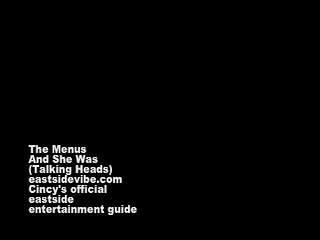 The Menus
And She Was
(Talking Heads)
eastsidevibe.com
Cincy's official
eastside
entertainment guide